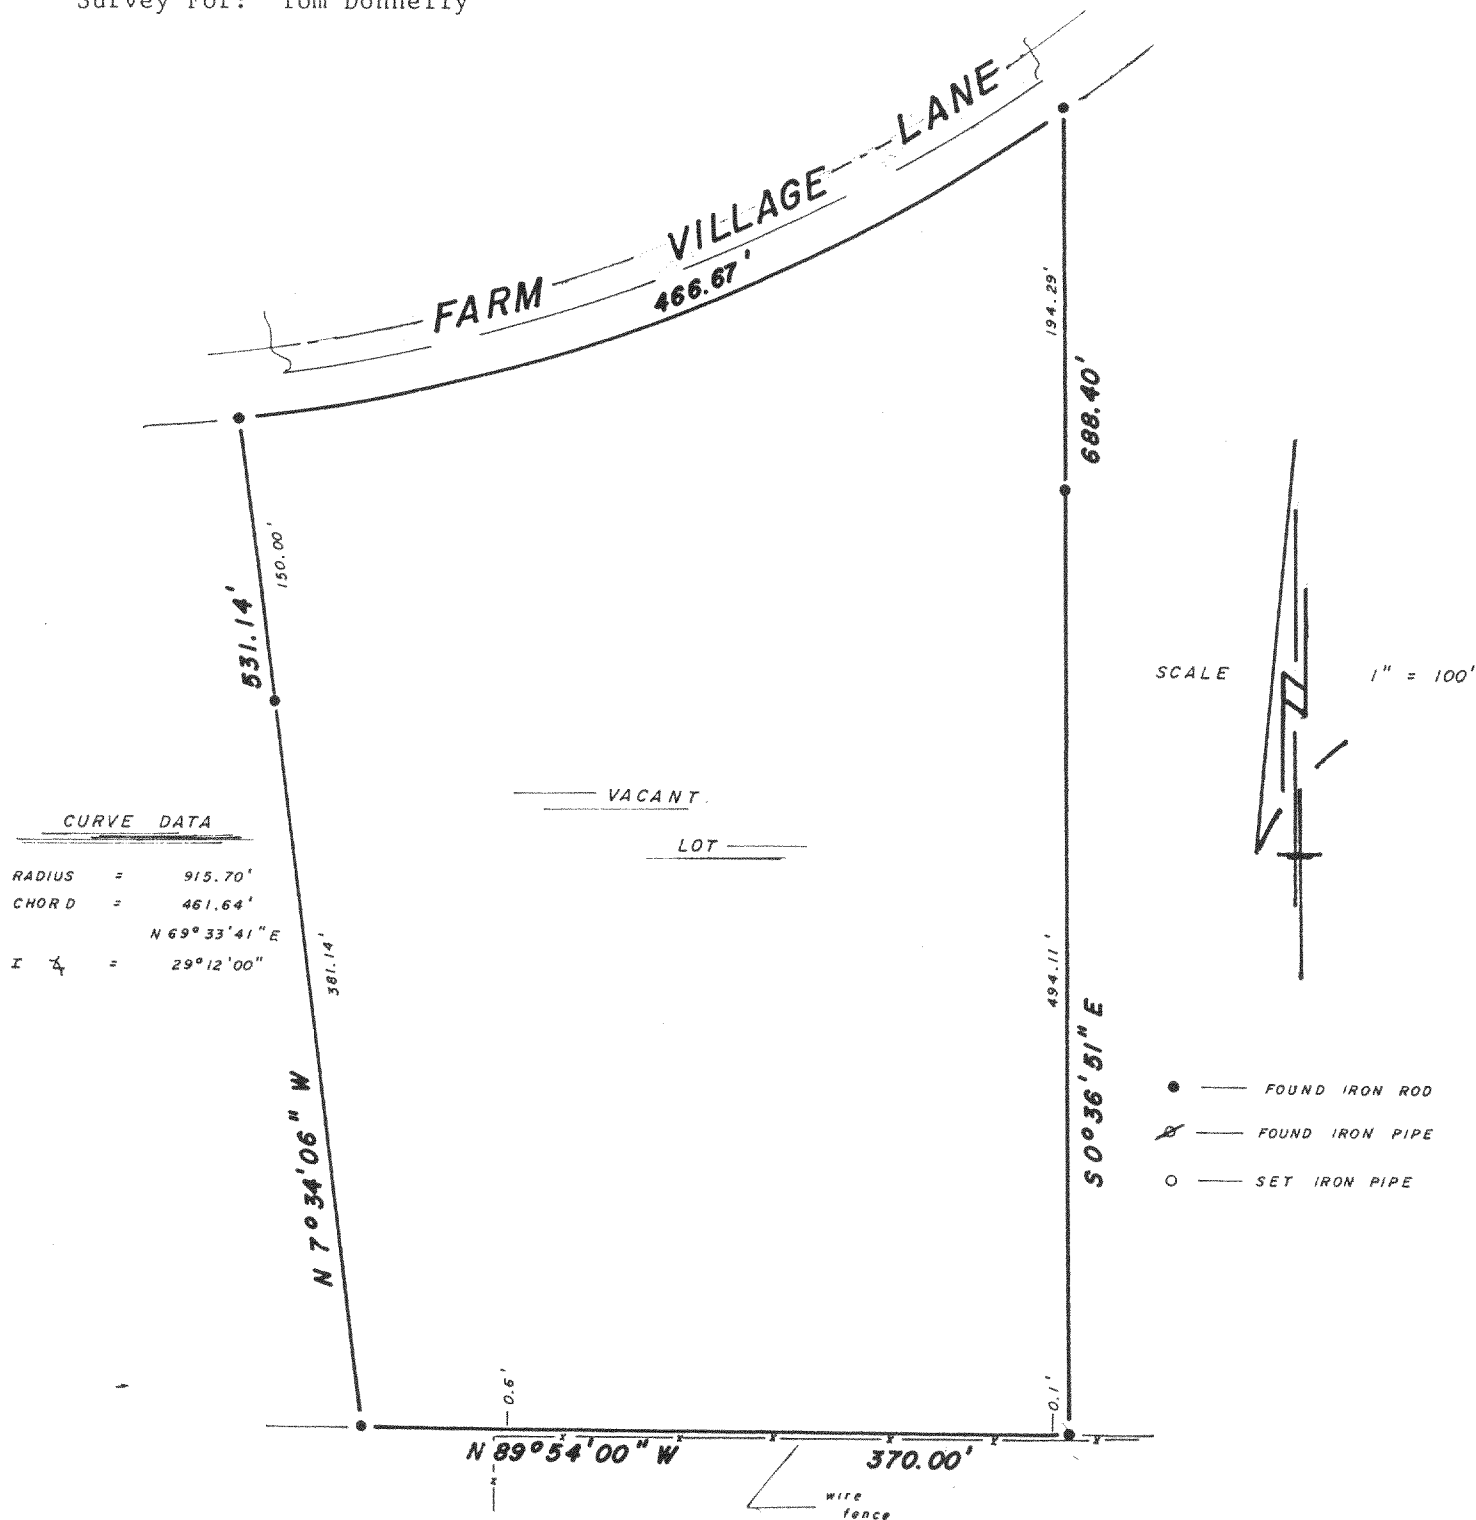 Survey For: Tom Donnelly
FARM VILLAGE LANE
466.67'
194.29'
688.40'
150.00'
531.14'
SCALE 1" = 100'
N
VACANT
LOT
CURVE DATA
RADIUS = 915.70'
CHORD = 461.64'
N 69° 33' 41" E
I ∡ = 29° 12' 00"
381.14'
494.11'
S 0° 36' 51" E
N 7° 34' 06" W
FOUND IRON ROD
FOUND IRON PIPE
SET IRON PIPE
0.6'
0.1'
N 89° 54' 00" W 370.00'
wire
fence